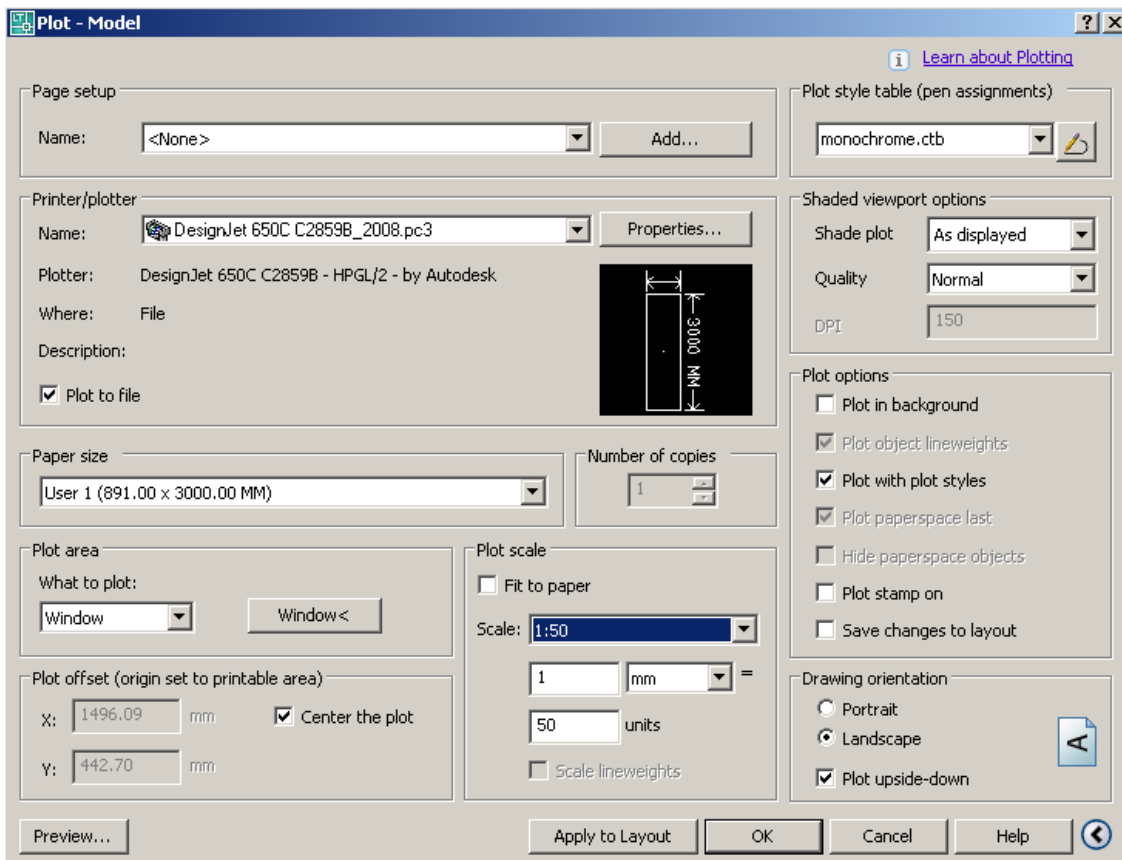 Plot - Model
Learn about Plotting
Page setup
Name: <None> Add...
Plot style table (pen assignments)
monochrome.ctb
Printer/plotter
Name: DesignJet 650C C2859B_2008.pc3 Properties...
Plotter: DesignJet 650C C2859B - HPGL/2 - by Autodesk
Where: File
Description:
Plot to file
3000 MM
Shaded viewport options
Shade plot As displayed
Quality Normal
DPI 150
Paper size
User 1 (891.00 x 3000.00 MM)
Number of copies
1
Plot options
Plot in background
Plot object lineweights
Plot with plot styles
Plot paperspace last
Hide paperspace objects
Plot stamp on
Save changes to layout
Plot area
What to plot:
Window Window<
Plot scale
Fit to paper
Scale: 1:50
1 mm =
50 units
Scale lineweights
Plot offset (origin set to printable area)
X: 1496.09 mm Center the plot
Y: 442.70 mm
Drawing orientation
Portrait
Landscape
A
Plot upside-down
Preview... Apply to Layout OK Cancel Help